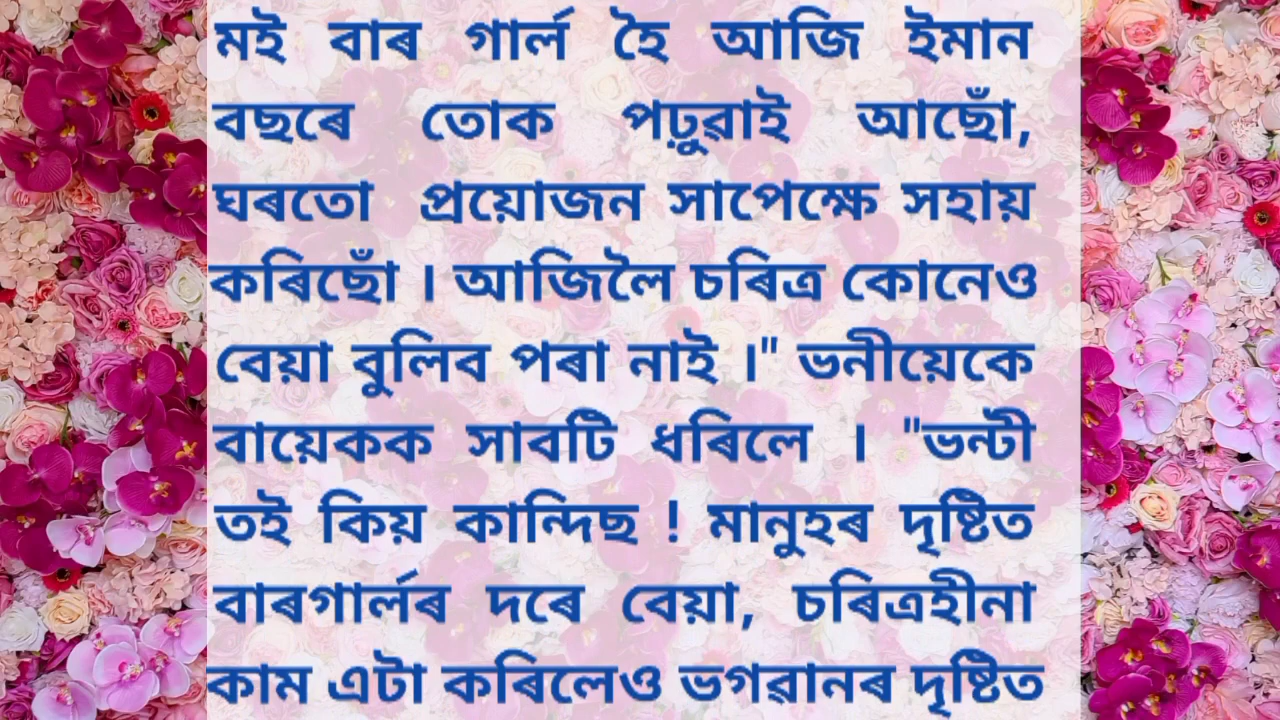 মই বাৰ গাৰ্ল হৈ আজি ইমান
বছৰে তোক পঢ়ুৱাই আছোঁ,
ঘৰতো প্ৰয়োজন সাপেক্ষে সহায়
কৰিছোঁ । আজিলৈ চৰিত্ৰ কোনেও
বেয়া বুলিব পৰা নাই ।" ভনীয়েকে
বায়েকক সাবটি ধৰিলে । "ভন্টী
তই কিয় কান্দিছ ! মানুহৰ দৃষ্টিত
বাৰগাৰ্লৰ দৰে বেয়া, চৰিত্ৰহীনা
কাম এটা কৰিলেও ভগৱানৰ দৃষ্টিত